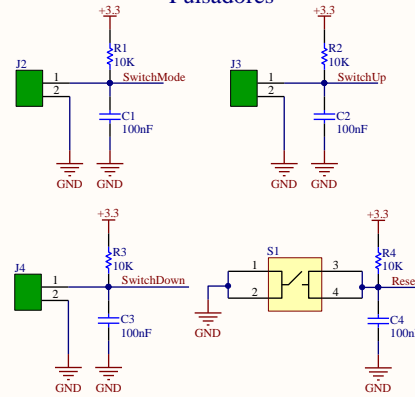 Pulsadores
+3.3
R1
10K
J2
1
2
SwitchMode
C1
100nF
GND
GND
+3.3
R2
10K
J3
1
2
SwitchUp
C2
100nF
GND
GND
+3.3
R3
10K
J4
1
2
SwitchDown
C3
100nF
GND
GND
S1
1
2
3
4
GND
+3.3
R4
10K
Rese
C4
100n
GND